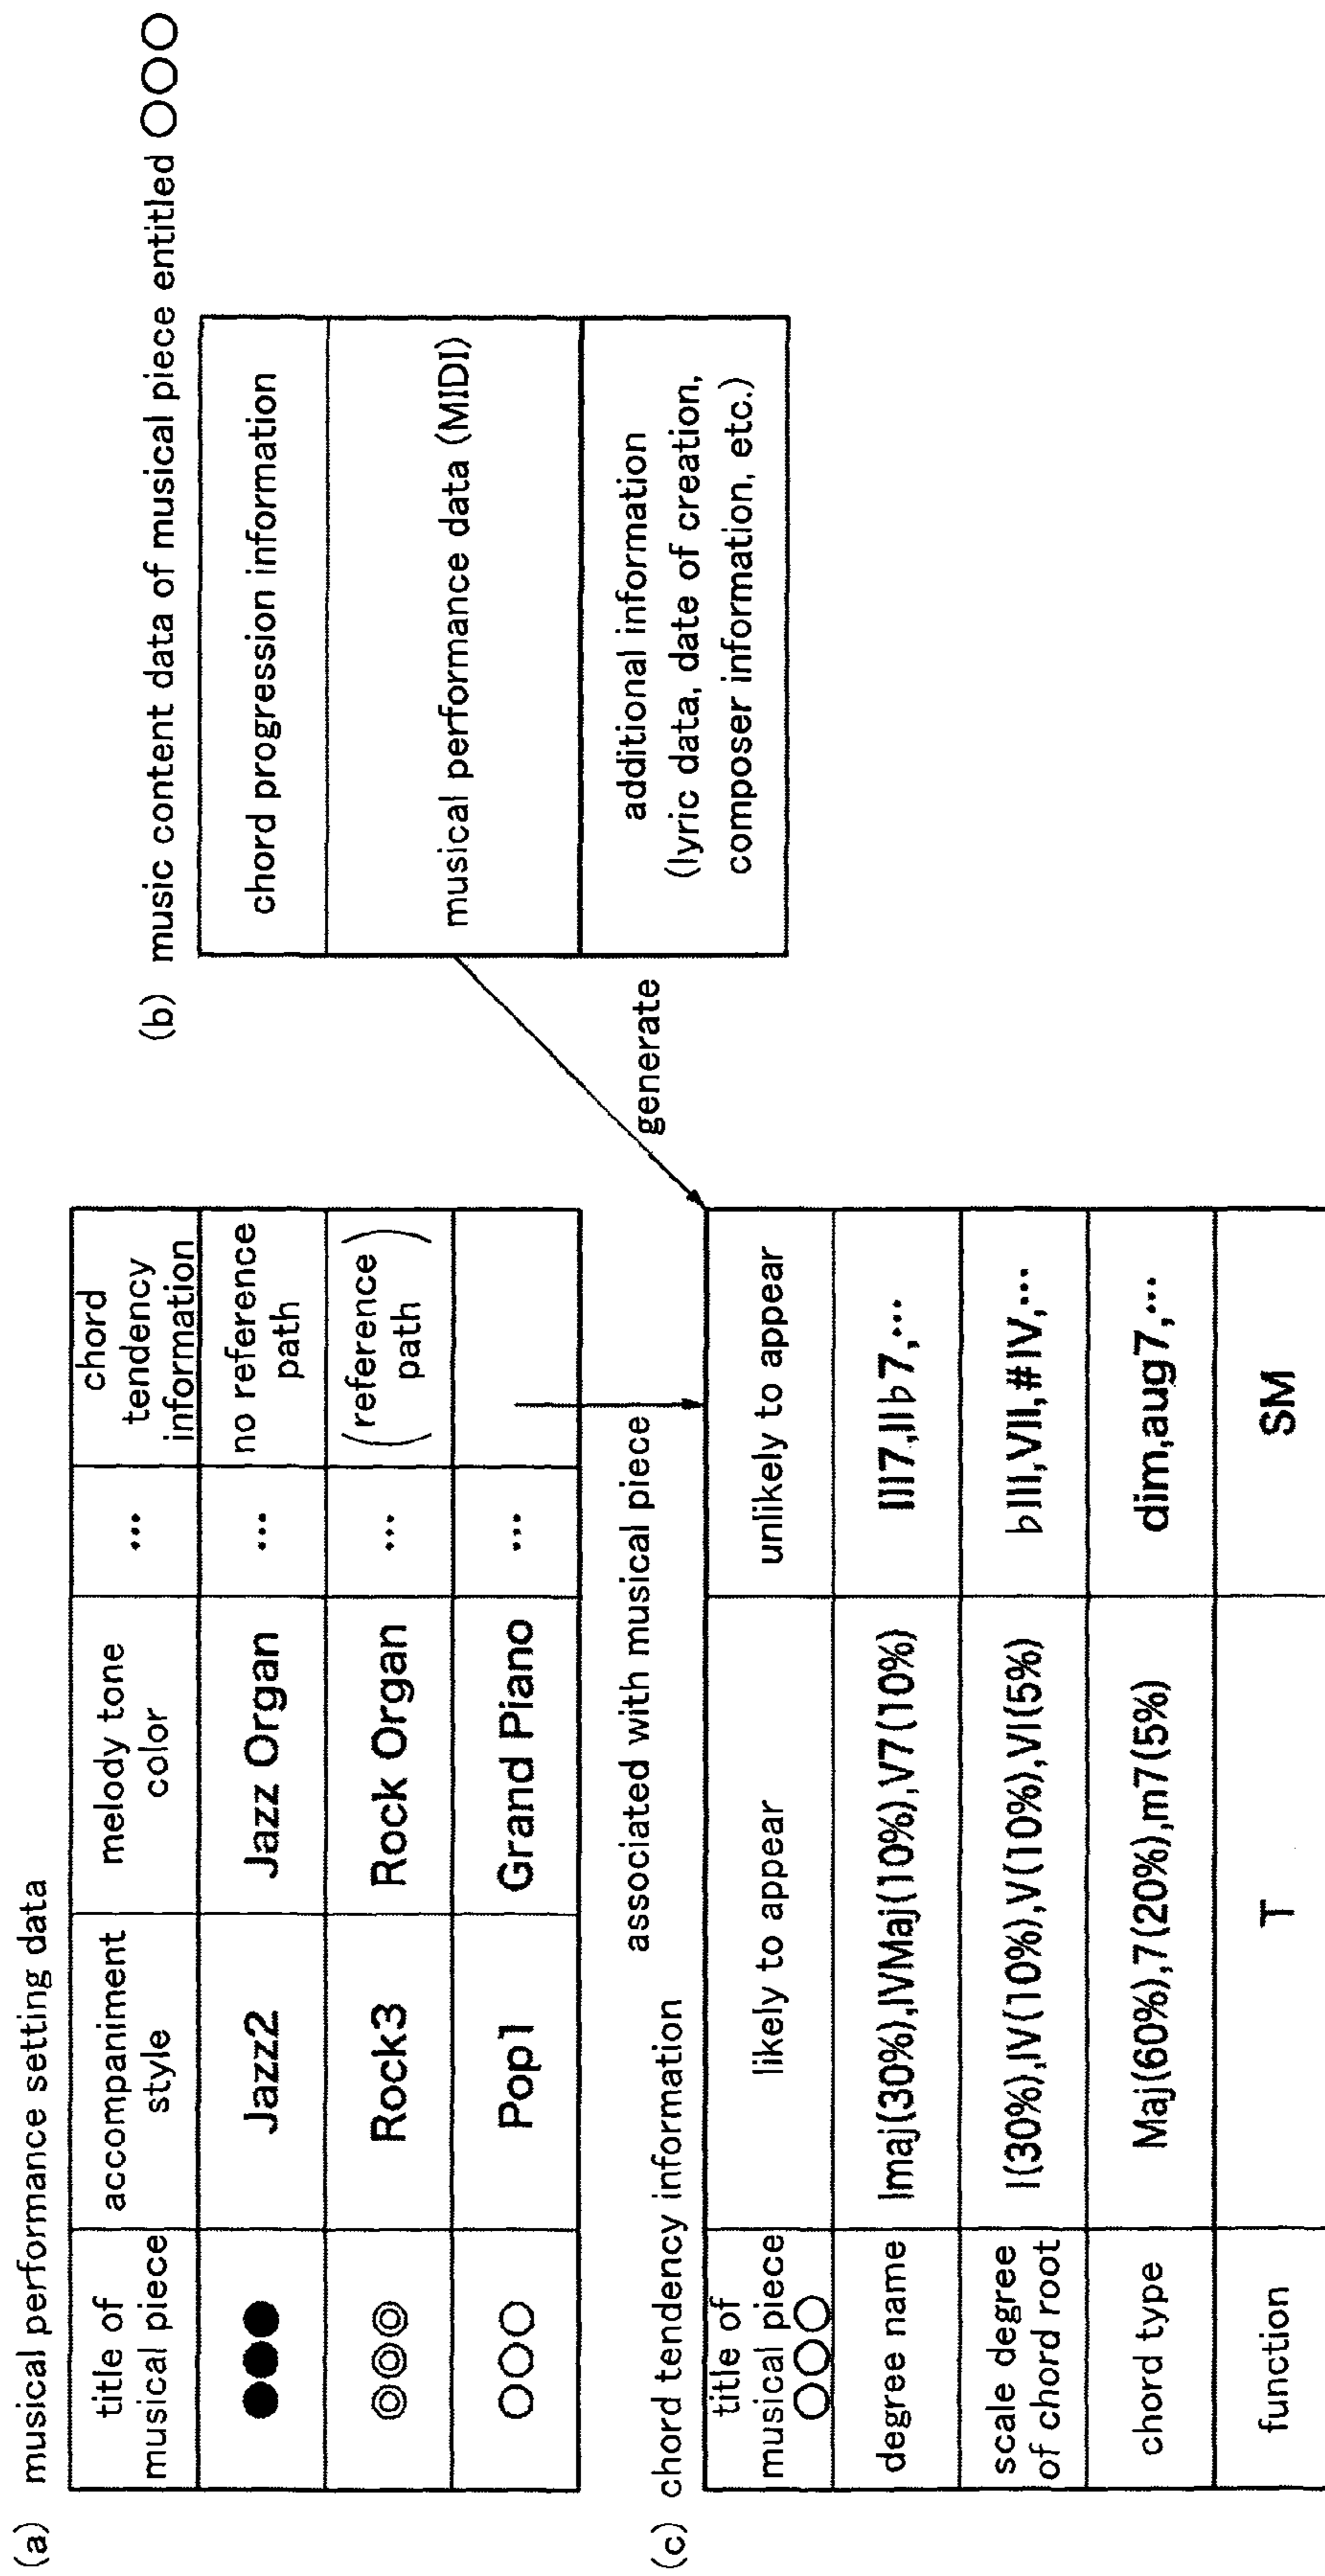 (a) musical performance setting data
title of
musical piece
accompaniment
style
melody tone
color
...
chord
tendency
information
●●●
Jazz2
Jazz Organ
...
no reference
path
◎◎◎
Rock3
Rock Organ
...
(reference
path)
○○○
Pop1
Grand Piano
...
associated with musical piece
(b) music content data of musical piece entitled ○○○
chord progression information
musical performance data (MIDI)
additional information
(lyric data, date of creation,
composer information, etc.)
generate
(c) chord tendency information
title of
musical piece
○○○
likely to appear
unlikely to appear
degree name
Imaj(30%),IVMaj(10%),V7(10%)
III7,II♭7,...
scale degree
of chord root
I(30%),IV(10%),V(10%),VI(5%)
♭III,VII,#IV,...
chord type
Maj(60%),7(20%),m7(5%)
dim,aug7,...
function
T
SM